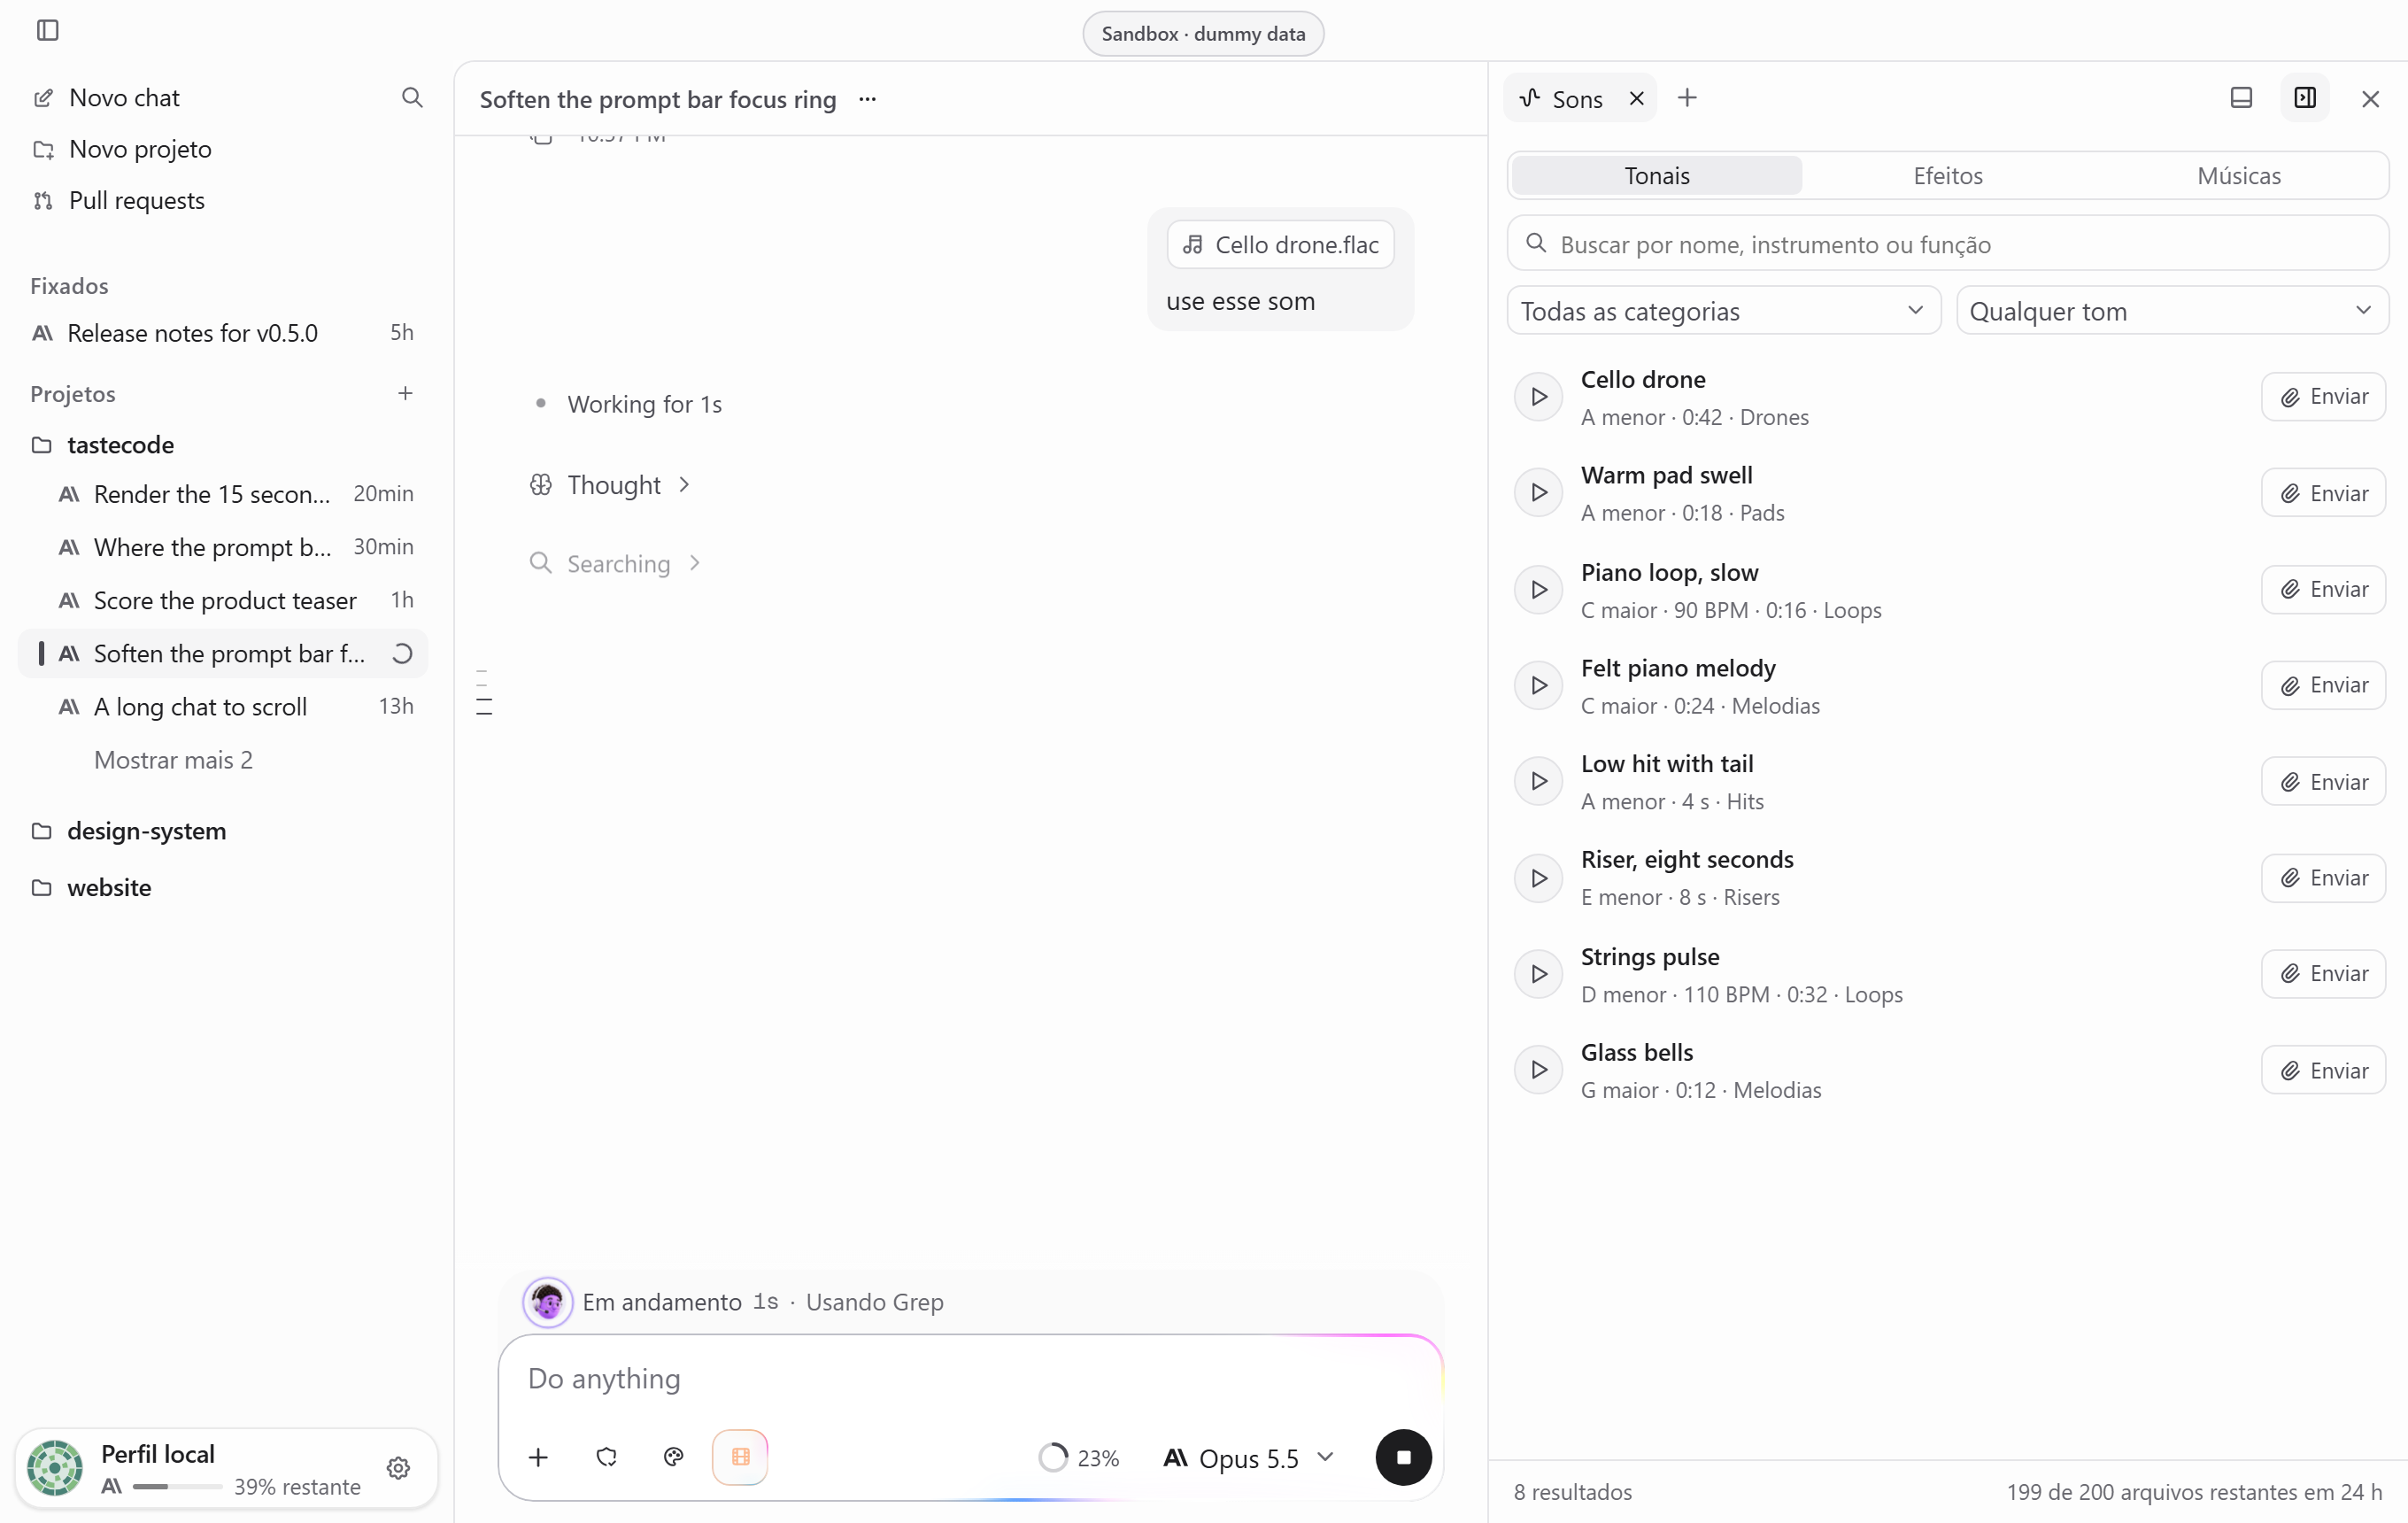 Sandbox · dummy data
Novo chat
Novo projeto
Pull requests
Fixados
Release notes for v0.5.0 5h
Projetos
tastecode
Render the 15 secon... 20min
Where the prompt b... 30min
Score the product teaser 1h
Soften the prompt bar f...
A long chat to scroll 13h
Mostrar mais 2
design-system
website
Perfil local
39% restante
Soften the prompt bar focus ring
Cello drone.flac
use esse som
Working for 1s
Thought
Searching
Em andamento 1s · Usando Grep
Do anything
23% Opus 5.5
Sons
Tonais Efeitos Músicas
Buscar por nome, instrumento ou função
Todas as categorias Qualquer tom
Cello drone
A menor · 0:42 · Drones
Enviar
Warm pad swell
A menor · 0:18 · Pads
Enviar
Piano loop, slow
C maior · 90 BPM · 0:16 · Loops
Enviar
Felt piano melody
C maior · 0:24 · Melodias
Enviar
Low hit with tail
A menor · 4 s · Hits
Enviar
Riser, eight seconds
E menor · 8 s · Risers
Enviar
Strings pulse
D menor · 110 BPM · 0:32 · Loops
Enviar
Glass bells
G maior · 0:12 · Melodias
Enviar
8 resultados 199 de 200 arquivos restantes em 24 h